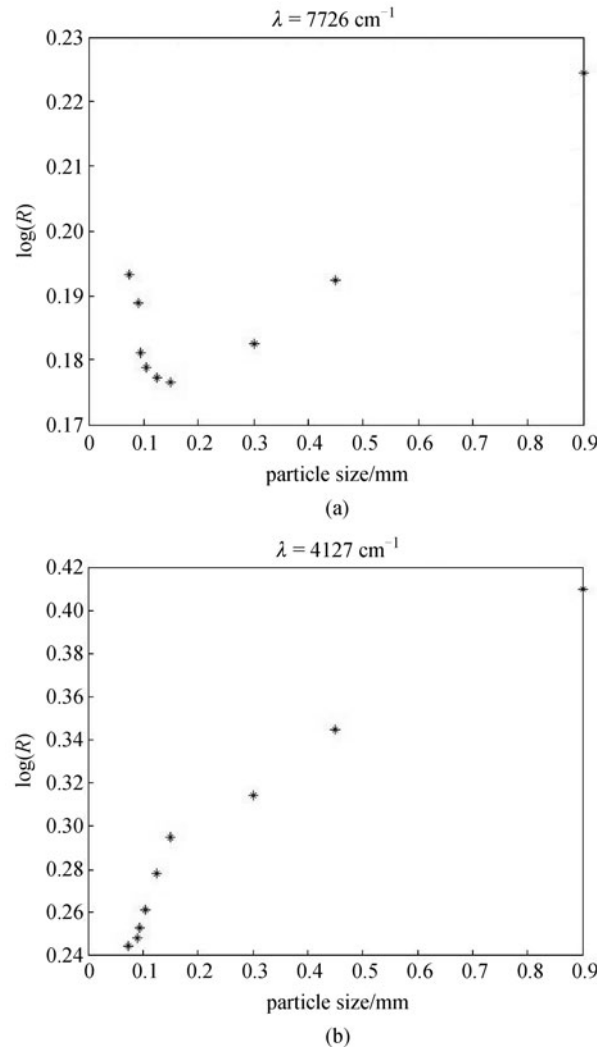 λ = 7726 cm⁻¹
0.23
0.22
0.21
0.20
0.19
0.18
0.17
log(R)
0 0.1 0.2 0.3 0.4 0.5 0.6 0.7 0.8 0.9
particle size/mm
(a)
λ = 4127 cm⁻¹
0.42
0.40
0.38
0.36
0.34
0.32
0.30
0.28
0.26
0.24
log(R)
0 0.1 0.2 0.3 0.4 0.5 0.6 0.7 0.8 0.9
particle size/mm
(b)